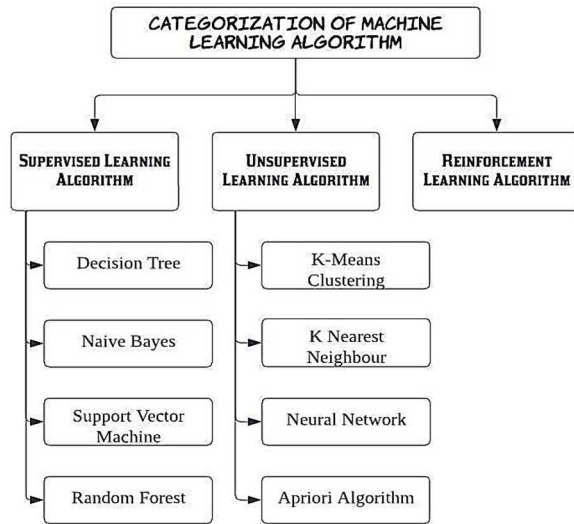 CATEGORIZATION OF MACHINE
LEARNING ALGORITHM
SUPERVISED LEARNING
ALGORITHM
UNSUPERVISED
LEARNING ALGORITHM
REINFORCEMENT
LEARNING ALGORITHM
Decision Tree
Naive Bayes
Support Vector
Machine
Random Forest
K-Means
Clustering
K Nearest
Neighbour
Neural Network
Apriori Algorithm